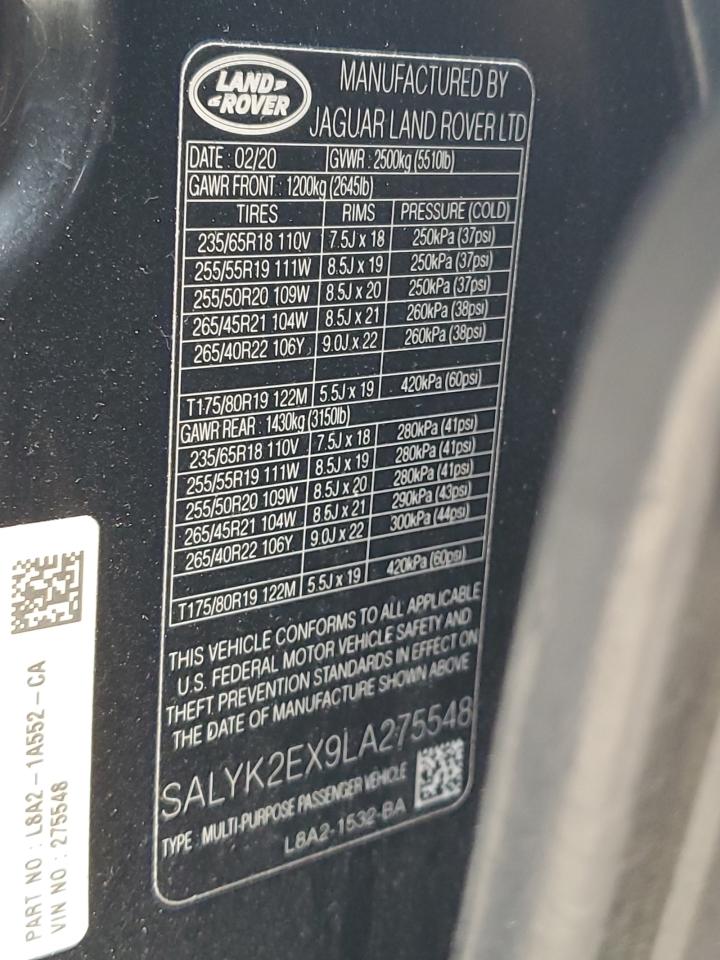 LAND ROVER
MANUFACTURED BY
JAGUAR LAND ROVER LTD
DATE : 02/20 GVWR : 2500kg (5510lb)
GAWR FRONT : 1200kg (2645lb)
TIRES RIMS PRESSURE (COLD)
235/65R18 110V 7.5J x 18 250kPa (37psi)
255/55R19 111W 8.5J x 19 250kPa (37psi)
255/50R20 109W 8.5J x 20 250kPa (37psi)
265/45R21 104W 8.5J x 21 260kPa (38psi)
265/40R22 106Y 9.0J x 22 260kPa (38psi)
T175/80R19 122M 5.5J x 19 420kPa (60psi)
GAWR REAR : 1430kg (3150lb)
235/65R18 110V 7.5J x 18 280kPa (41psi)
255/55R19 111W 8.5J x 19 280kPa (41psi)
255/50R20 109W 8.5J x 20 280kPa (41psi)
265/45R21 104W 8.5J x 21 290kPa (43psi)
265/40R22 106Y 9.0J x 22 300kPa (44psi)
T175/80R19 122M 5.5J x 19 420kPa (60psi)
THIS VEHICLE CONFORMS TO ALL APPLICABLE
U.S. FEDERAL MOTOR VEHICLE SAFETY AND
THEFT PREVENTION STANDARDS IN EFFECT ON
THE DATE OF MANUFACTURE SHOWN ABOVE
SALYK2EX9LA275548
TYPE : MULTI-PURPOSE PASSENGER VEHICLE
L8A2-1532-BA
PART NO : L8A2-1A552-CA
VIN NO : 275548